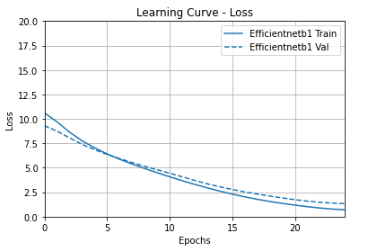 Learning Curve - Loss
20.0
17.5
15.0
12.5
10.0
7.5
5.0
2.5
0.0
Loss
Efficientnetb1 Train
Efficientnetb1 Val
0 5 10 15 20
Epochs